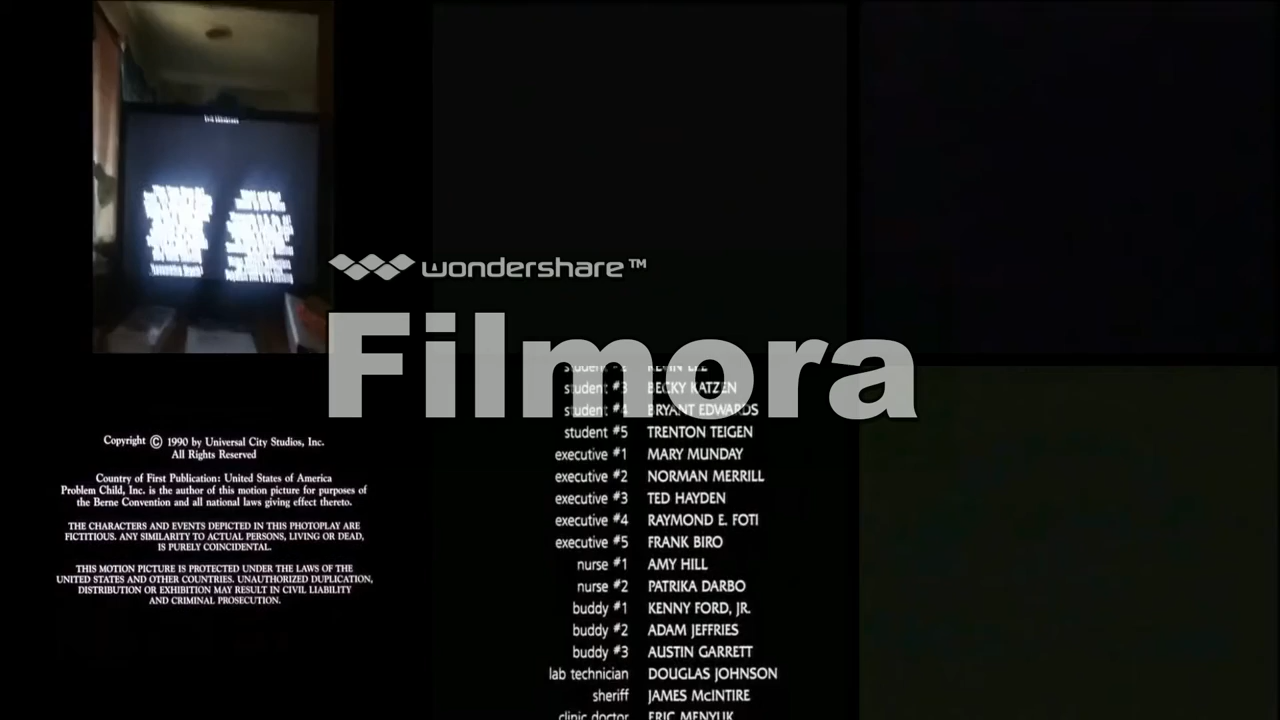 wondershare™
Filmora
Copyright © 1990 by Universal City Studios, Inc.
All Rights Reserved
Country of First Publication: United States of America
Problem Child, Inc. is the author of this motion picture for purposes of
the Berne Convention and all national laws giving effect thereto.
THE CHARACTERS AND EVENTS DEPICTED IN THIS PHOTOPLAY ARE
FICTITIOUS. ANY SIMILARITY TO ACTUAL PERSONS, LIVING OR DEAD,
IS PURELY COINCIDENTAL.
THIS MOTION PICTURE IS PROTECTED UNDER THE LAWS OF THE
UNITED STATES AND OTHER COUNTRIES. UNAUTHORIZED DUPLICATION,
DISTRIBUTION OR EXHIBITION MAY RESULT IN CIVIL LIABILITY
AND CRIMINAL PROSECUTION.
student #2 KEVIN LEE
student #3 BECKY KATZEN
student #4 BRYANT EDWARDS
student #5 TRENTON TEIGEN
executive #1 MARY MUNDAY
executive #2 NORMAN MERRILL
executive #3 TED HAYDEN
executive #4 RAYMOND E. FOTI
executive #5 FRANK BIRO
nurse #1 AMY HILL
nurse #2 PATRIKA DARBO
buddy #1 KENNY FORD, JR.
buddy #2 ADAM JEFFRIES
buddy #3 AUSTIN GARRETT
lab technician DOUGLAS JOHNSON
sheriff JAMES McINTIRE
clinic doctor ERIC MENYUK